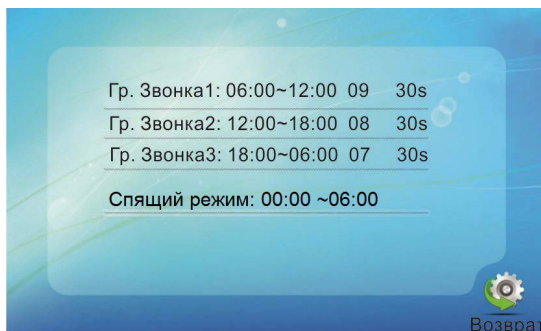 Гр. Звонка1: 06:00~12:00 09 30s
Гр. Звонка2: 12:00~18:00 08 30s
Гр. Звонка3: 18:00~06:00 07 30s
Спящий режим: 00:00 ~06:00
Возврат